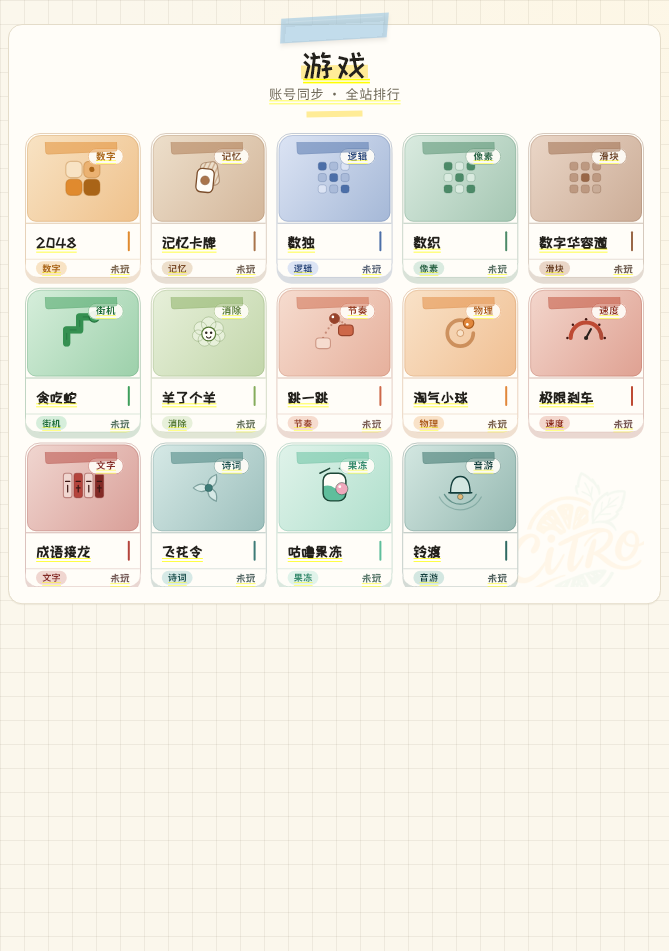 游戏
账号同步 · 全站排行
数字
记忆
逻辑
像素
滑块
2048
记忆卡牌
数独
数织
数字华容道
数字 未玩
记忆 未玩
逻辑 未玩
像素 未玩
滑块 未玩
街机
消除
节奏
物理
速度
贪吃蛇
羊了个羊
跳一跳
淘气小球
极限刹车
街机 未玩
消除 未玩
节奏 未玩
物理 未玩
速度 未玩
文字
诗词
果冻
音游
成语接龙
飞花令
咕噜果冻
铃渡
文字 未玩
诗词 未玩
果冻 未玩
音游 未玩
CiTRO